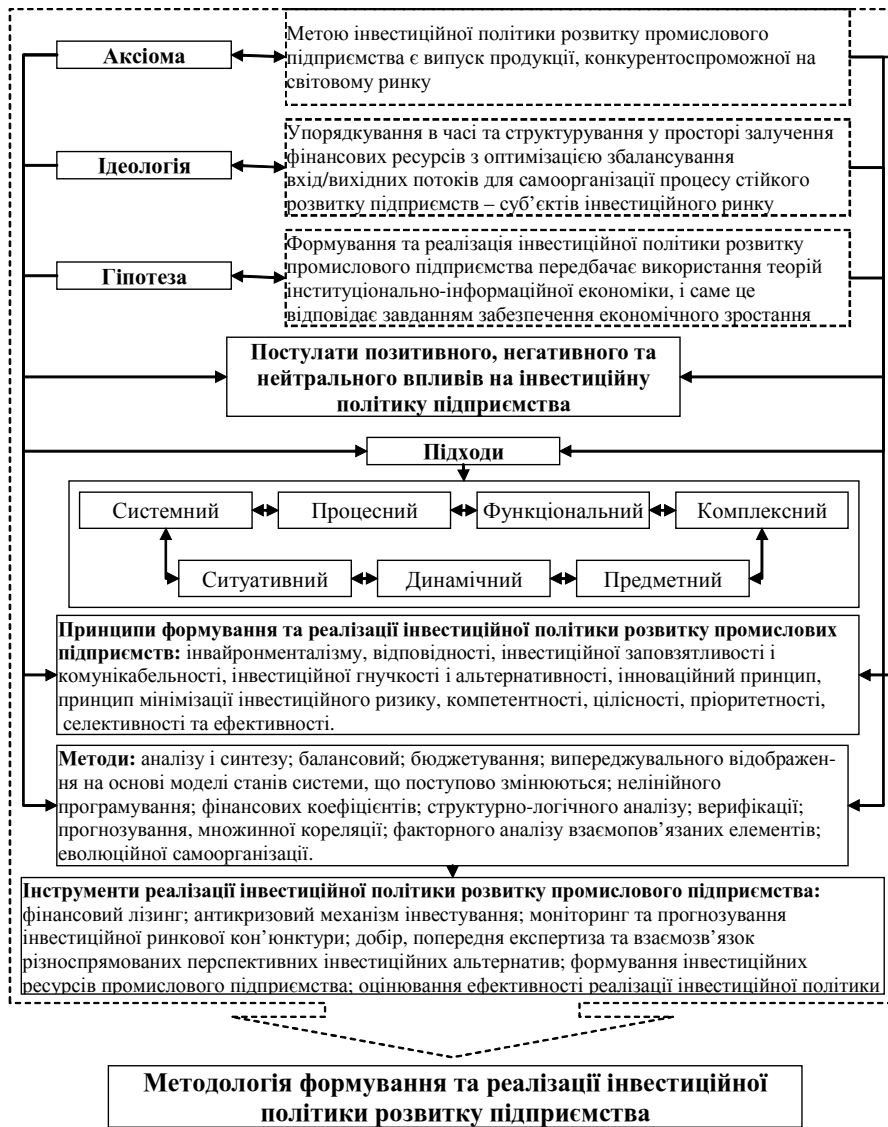 Аксіома
Метою інвестиційної політики розвитку промислового
підприємства є випуск продукції, конкурентоспроможної на
світовому ринку
Ідеологія
Упорядкування в часі та структурування у просторі залучення
фінансових ресурсів з оптимізацією збалансування
вхід/вихідних потоків для самоорганізації процесу стійкого
розвитку підприємств – суб’єктів інвестиційного ринку
Гіпотеза
Формування та реалізація інвестиційної політики розвитку
промислового підприємства передбачає використання теорій
інституціонально-інформаційної економіки, і саме це
відповідає завданням забезпечення економічного зростання
Постулати позитивного, негативного та
нейтрального впливів на інвестиційну
політику підприємства
Підходи
Системний Процесний Функціональний Комплексний
Ситуативний Динамічний Предметний
Принципи формування та реалізації інвестиційної політики розвитку промислових
підприємств: інвайронменталізму, відповідності, інвестиційної заповзятливості і
комунікабельності, інвестиційної гнучкості і альтернативності, інноваційний принцип,
принцип мінімізації інвестиційного ризику, компетентності, цілісності, пріоритетності,
селективності та ефективності.
Методи: аналізу і синтезу; балансовий; бюджетування; випереджувального відображен-
ня на основі моделі станів системи, що поступово змінюються; нелінійного
програмування; фінансових коефіцієнтів; структурно-логічного аналізу; верифікації;
прогнозування, множинної кореляції; факторного аналізу взаємопов’язаних елементів;
еволюційної самоорганізації.
Інструменти реалізації інвестиційної політики розвитку промислового підприємства:
фінансовий лізинг; антикризовий механізм інвестування; моніторинг та прогнозування
інвестиційної ринкової кон’юнктури; добір, попередня експертиза та взаємозв’язок
різноспрямованих перспективних інвестиційних альтернатив; формування інвестиційних
ресурсів промислового підприємства; оцінювання ефективності реалізації інвестиційної політики
Методологія формування та реалізації інвестиційної
політики розвитку підприємства